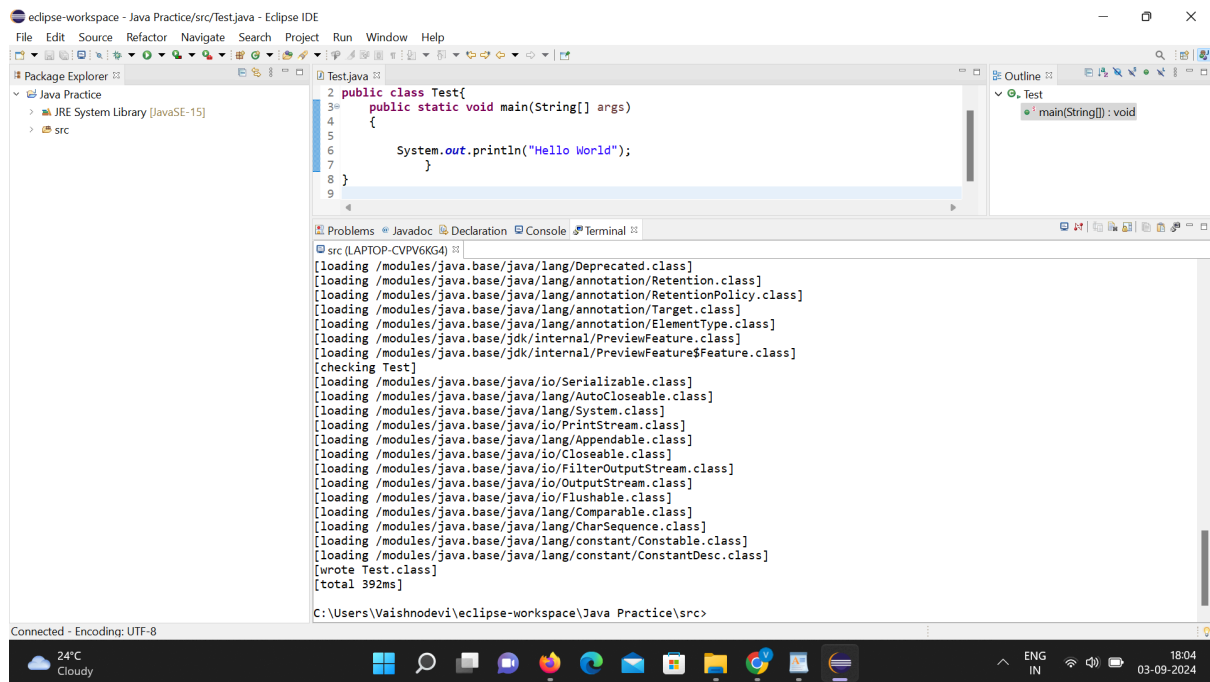 eclipse-workspace - Java Practice/src/Test.java - Eclipse IDE
File Edit Source Refactor Navigate Search Project Run Window Help
Package Explorer
Java Practice
JRE System Library [JavaSE-15]
src
Test.java
2 public class Test{
3 public static void main(String[] args)
4 {
5
6 System.out.println("Hello World");
7 }
8 }
9
Outline
Test
main(String[]) : void
Problems Javadoc Declaration Console Terminal
src (LAPTOP-CVPV6KG4)
[loading /modules/java.base/java/lang/Deprecated.class]
[loading /modules/java.base/java/lang/annotation/Retention.class]
[loading /modules/java.base/java/lang/annotation/RetentionPolicy.class]
[loading /modules/java.base/java/lang/annotation/Target.class]
[loading /modules/java.base/java/lang/annotation/ElementType.class]
[loading /modules/java.base/jdk/internal/PreviewFeature.class]
[loading /modules/java.base/jdk/internal/PreviewFeature$Feature.class]
[checking Test]
[loading /modules/java.base/java/io/Serializable.class]
[loading /modules/java.base/java/lang/AutoCloseable.class]
[loading /modules/java.base/java/lang/System.class]
[loading /modules/java.base/java/io/PrintStream.class]
[loading /modules/java.base/java/lang/Appendable.class]
[loading /modules/java.base/java/io/Closeable.class]
[loading /modules/java.base/java/io/FilterOutputStream.class]
[loading /modules/java.base/java/io/OutputStream.class]
[loading /modules/java.base/java/io/Flushable.class]
[loading /modules/java.base/java/lang/Comparable.class]
[loading /modules/java.base/java/lang/CharSequence.class]
[loading /modules/java.base/java/lang/constant/Constable.class]
[loading /modules/java.base/java/lang/constant/ConstantDesc.class]
[wrote Test.class]
[total 392ms]
C:\Users\Vaishnodevi\eclipse-workspace\Java Practice\src>
Connected - Encoding: UTF-8
24°C
Cloudy
V
ENG
IN
18:04
03-09-2024